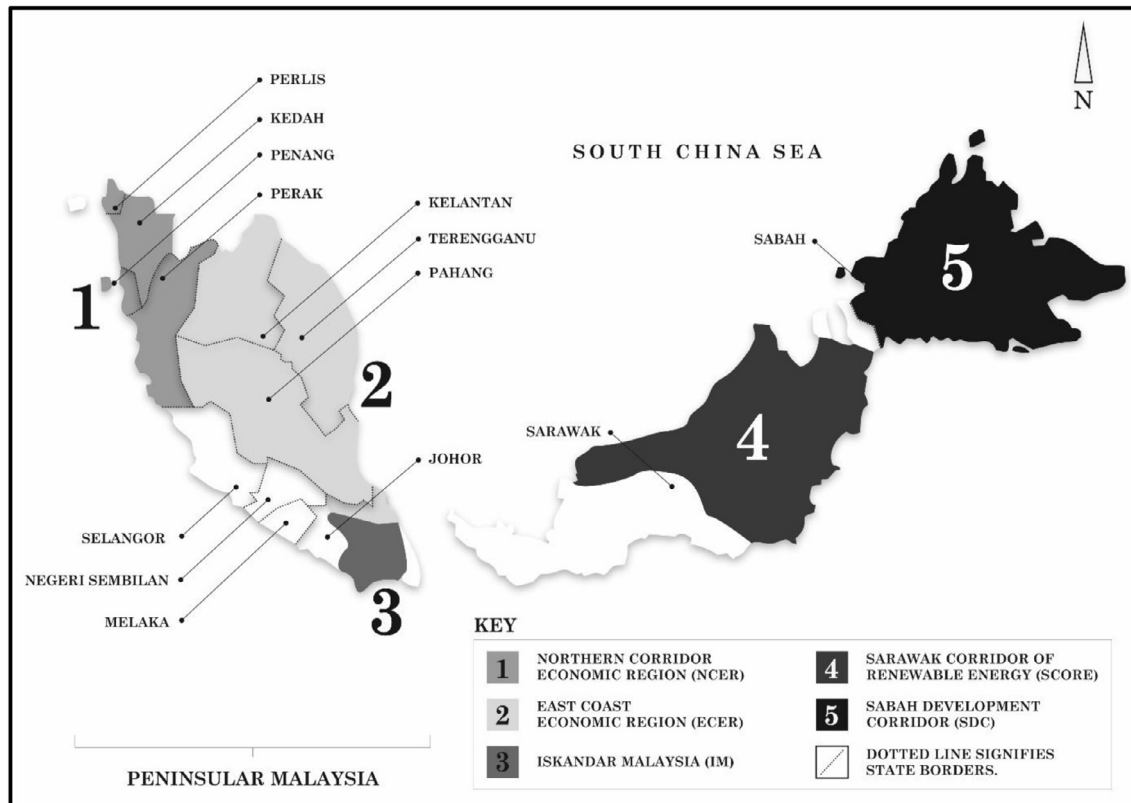 PERLIS
KEDAH
PENANG
PERAK
KELANTAN
TERENGGANU
PAHANG
SOUTH CHINA SEA
N
SABAH
1
2
3
4
5
JOHOR
SARAWAK
SELANGOR
NEGERI SEMBILAN
MELAKA
PENINSULAR MALAYSIA
KEY
1
NORTHERN CORRIDOR
ECONOMIC REGION (NCER)
2
EAST COAST
ECONOMIC REGION (ECER)
3
ISKANDAR MALAYSIA (IM)
4
SARAWAK CORRIDOR OF
RENEWABLE ENERGY (SCORE)
5
SABAH DEVELOPMENT
CORRIDOR (SDC)
DOTTED LINE SIGNIFIES
STATE BORDERS.